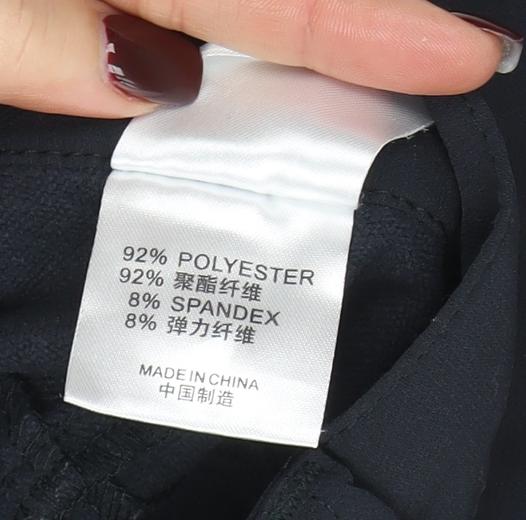 92% POLYESTER
92% 聚酯纤维
8% SPANDEX
8% 弹力纤维
MADE IN CHINA
中国制造